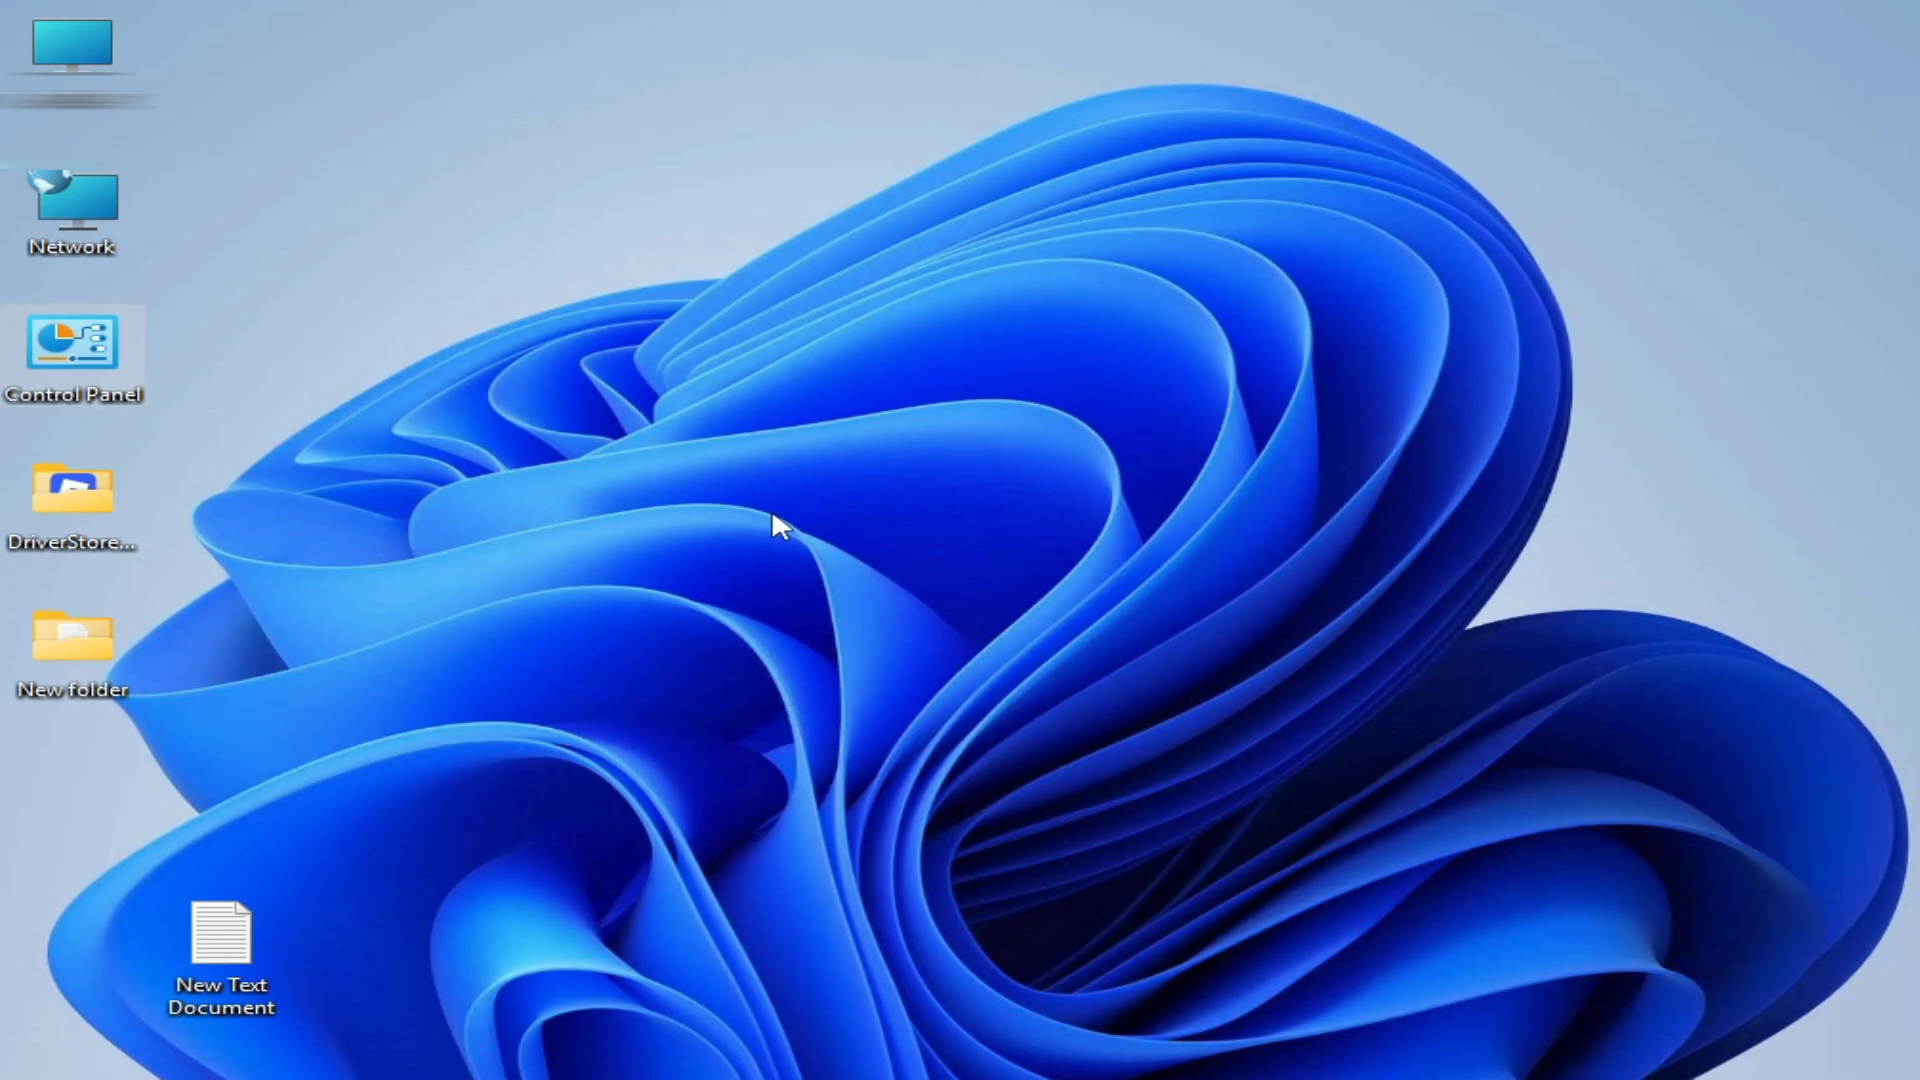 Network
Control Panel
DriverStore...
New folder
New Text
Document